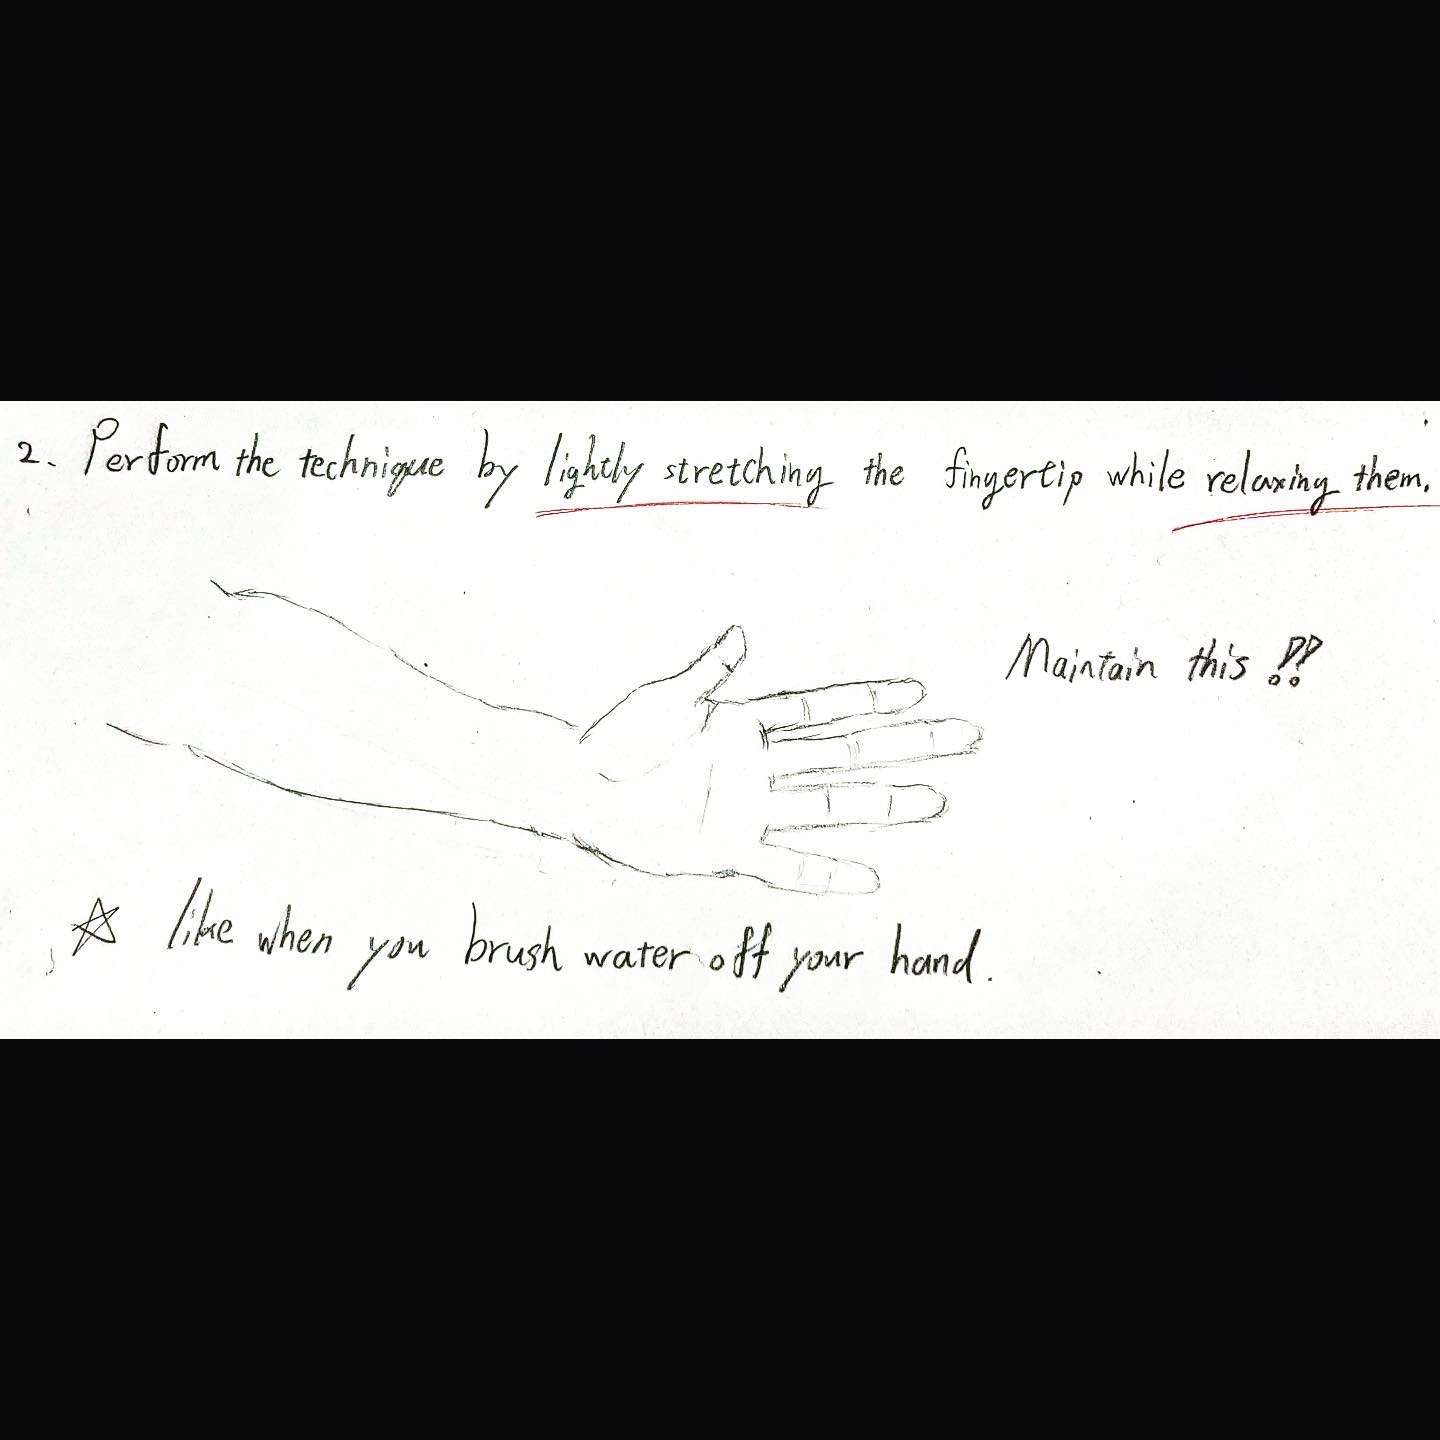 2. Perform the technique by lightly stretching the fingertip while relaxing them.
Maintain this !!
☆ like when you brush water off your hand.